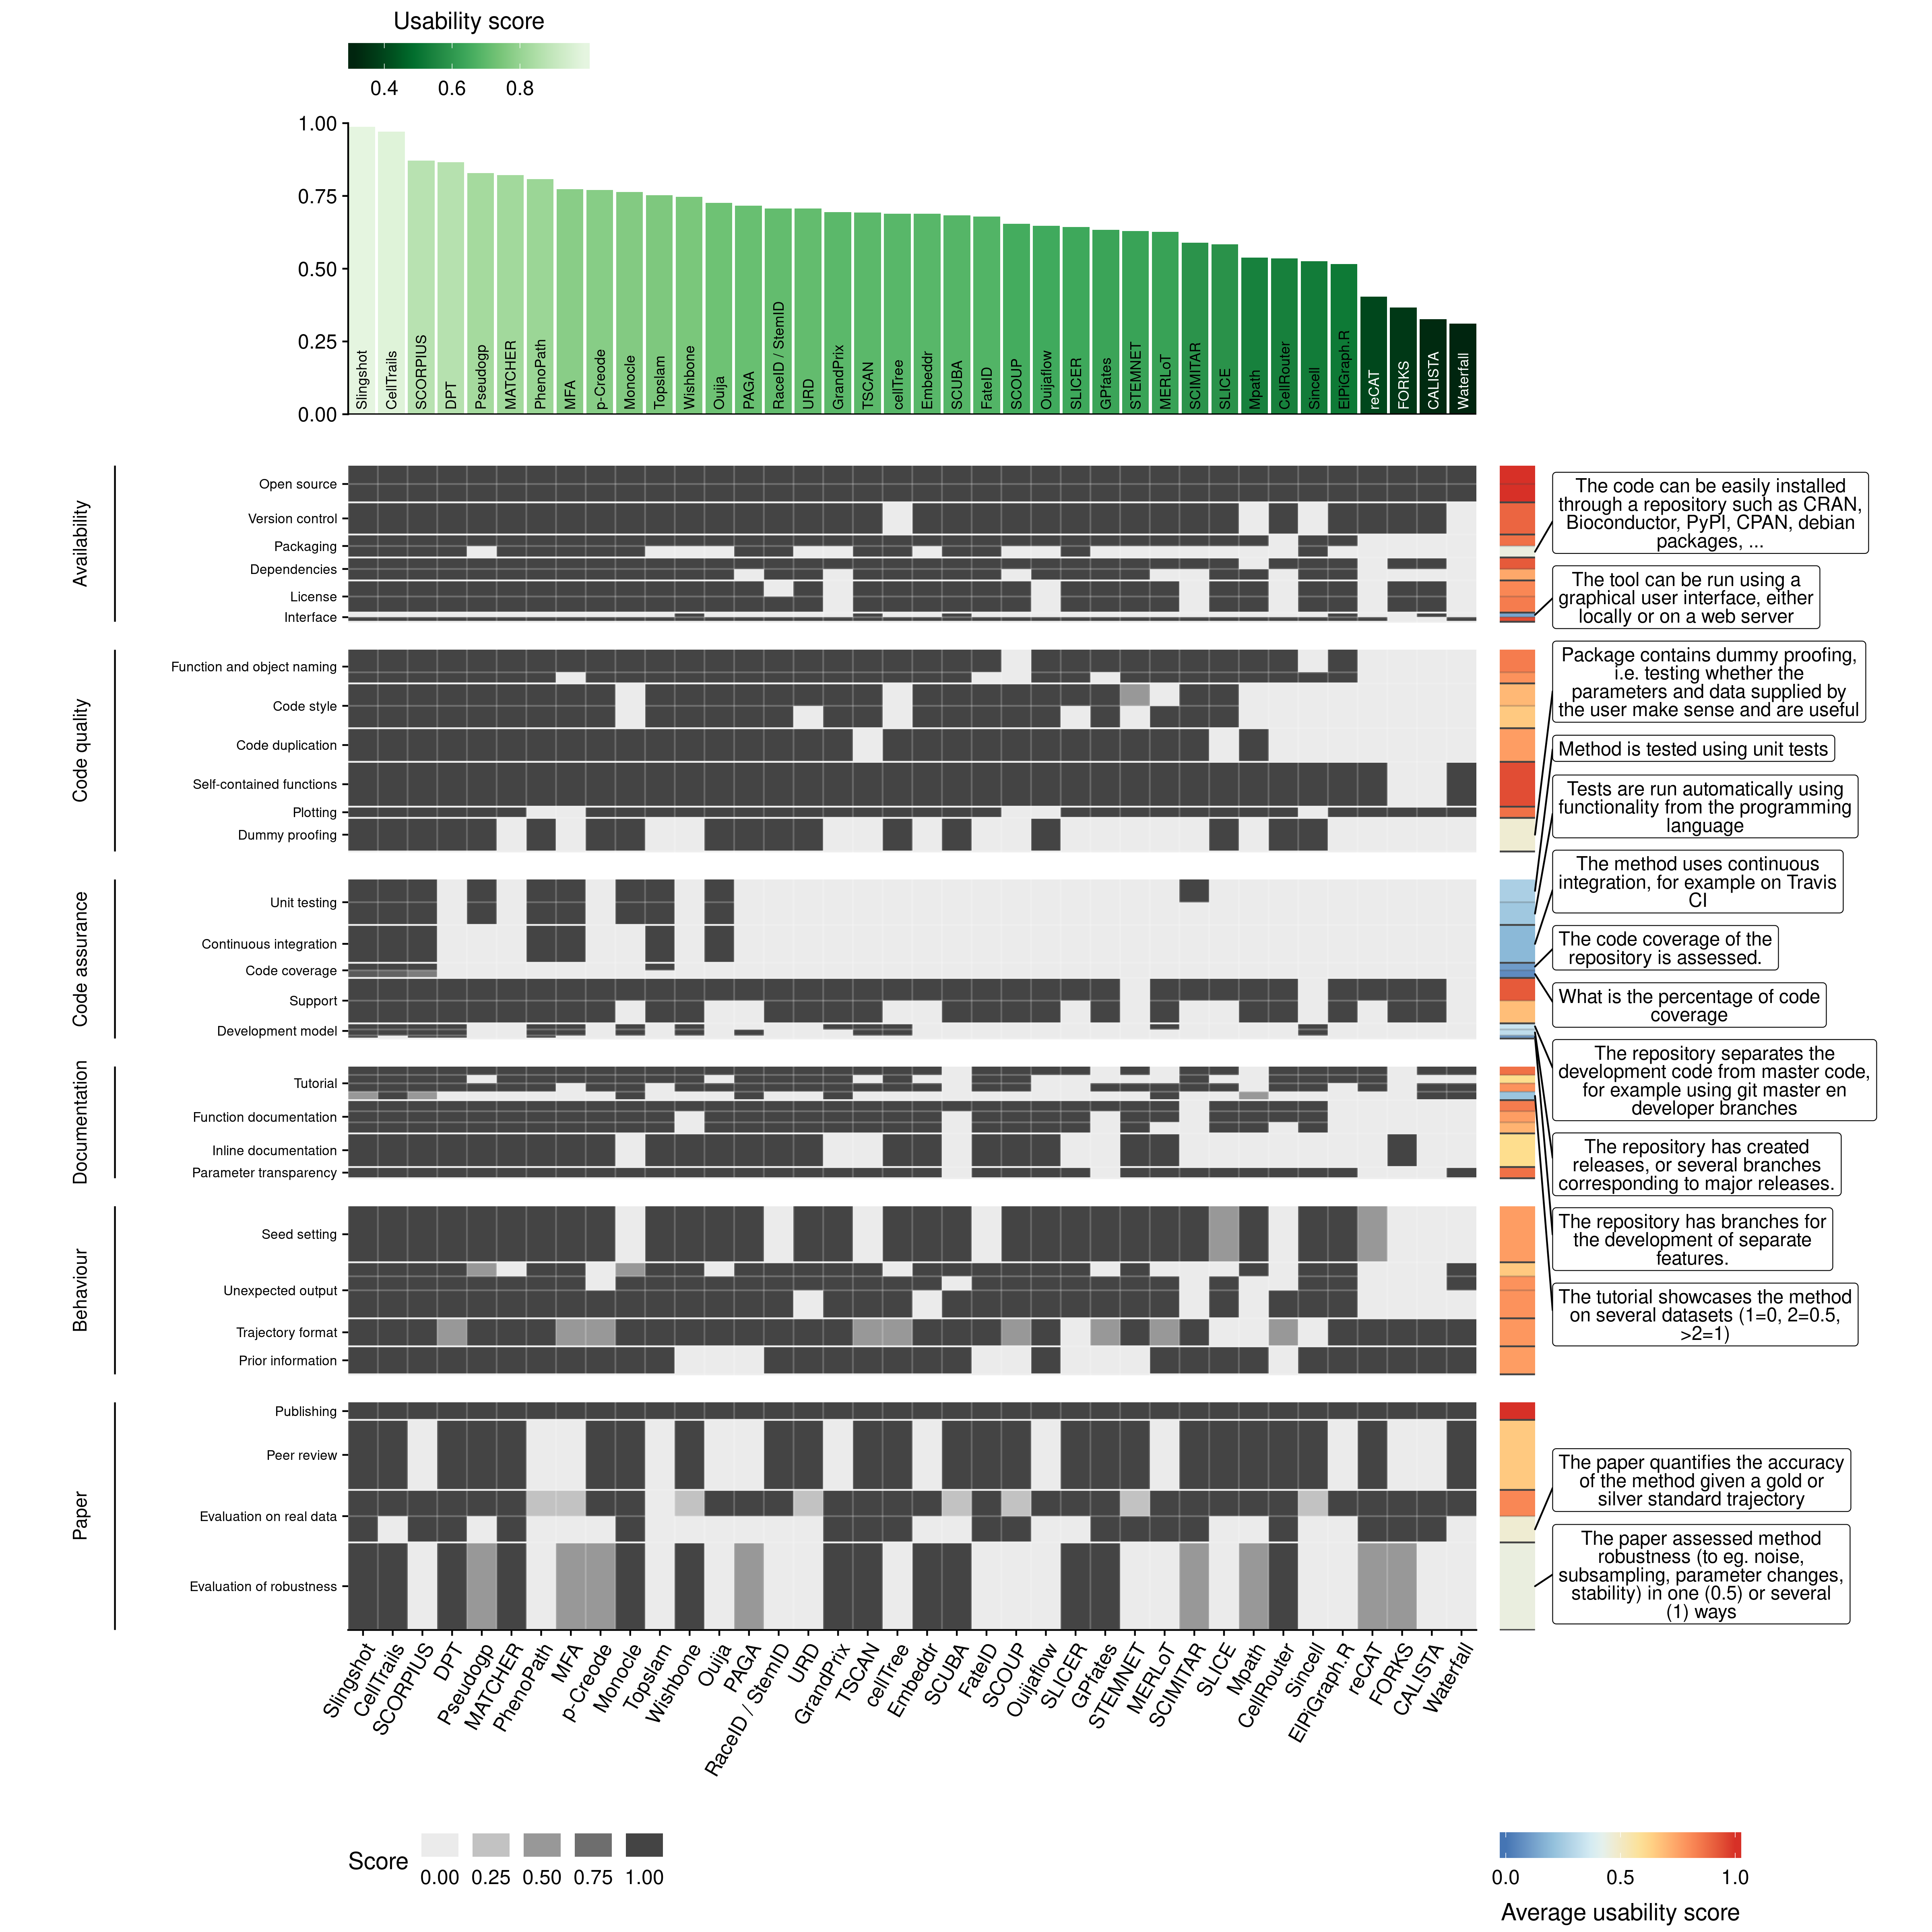 Usability score
0.4 0.6 0.8
1.00
0.75
0.50
0.25
0.00
Slingshot
CellTrails
SCORPIUS
DPT
Pseudogp
MATCHER
PhenoPath
MFA
p-Creode
Monocle
Topslam
Wishbone
Ouija
PAGA
RaceID / StemID
URD
GrandPrix
TSCAN
cellTree
Embeddr
SCUBA
FateID
SCOUP
Ouijaflow
SLICER
GPfates
STEMNET
MERLoT
SCIMITAR
SLICE
Mpath
CellRouter
Sincell
ElPiGraph.R
reCAT
FORKS
CALISTA
Waterfall
Availability
Open source
Version control
Packaging
Dependencies
License
Interface
The code can be easily installed
through a repository such as CRAN,
Bioconductor, PyPI, CPAN, debian
packages, ...
The tool can be run using a
graphical user interface, either
locally or on a web server
Code quality
Function and object naming
Code style
Code duplication
Self-contained functions
Plotting
Dummy proofing
Package contains dummy proofing,
i.e. testing whether the
parameters and data supplied by
the user make sense and are useful
Method is tested using unit tests
Tests are run automatically using
functionality from the programming
language
Code assurance
Unit testing
Continuous integration
Code coverage
Support
Development model
The method uses continuous
integration, for example on Travis
CI
The code coverage of the
repository is assessed.
What is the percentage of code
coverage
Documentation
Tutorial
Function documentation
Inline documentation
Parameter transparency
The repository separates the
development code from master code,
for example using git master en
developer branches
The repository has created
releases, or several branches
corresponding to major releases.
Behaviour
Seed setting
Unexpected output
Trajectory format
Prior information
The repository has branches for
the development of separate
features.
The tutorial showcases the method
on several datasets (1=0, 2=0.5,
>2=1)
Paper
Publishing
Peer review
Evaluation on real data
Evaluation of robustness
The paper quantifies the accuracy
of the method given a gold or
silver standard trajectory
The paper assessed method
robustness (to eg. noise,
subsampling, parameter changes,
stability) in one (0.5) or several
(1) ways
Slingshot
CellTrails
SCORPIUS
DPT
Pseudogp
MATCHER
PhenoPath
MFA
p-Creode
Monocle
Topslam
Wishbone
Ouija
PAGA
RaceID / StemID
URD
GrandPrix
TSCAN
cellTree
Embeddr
SCUBA
FateID
SCOUP
Ouijaflow
SLICER
GPfates
STEMNET
MERLoT
SCIMITAR
SLICE
Mpath
CellRouter
Sincell
ElPiGraph.R
reCAT
FORKS
CALISTA
Waterfall
Score
0.00 0.25 0.50 0.75 1.00
0.0 0.5 1.0
Average usability score